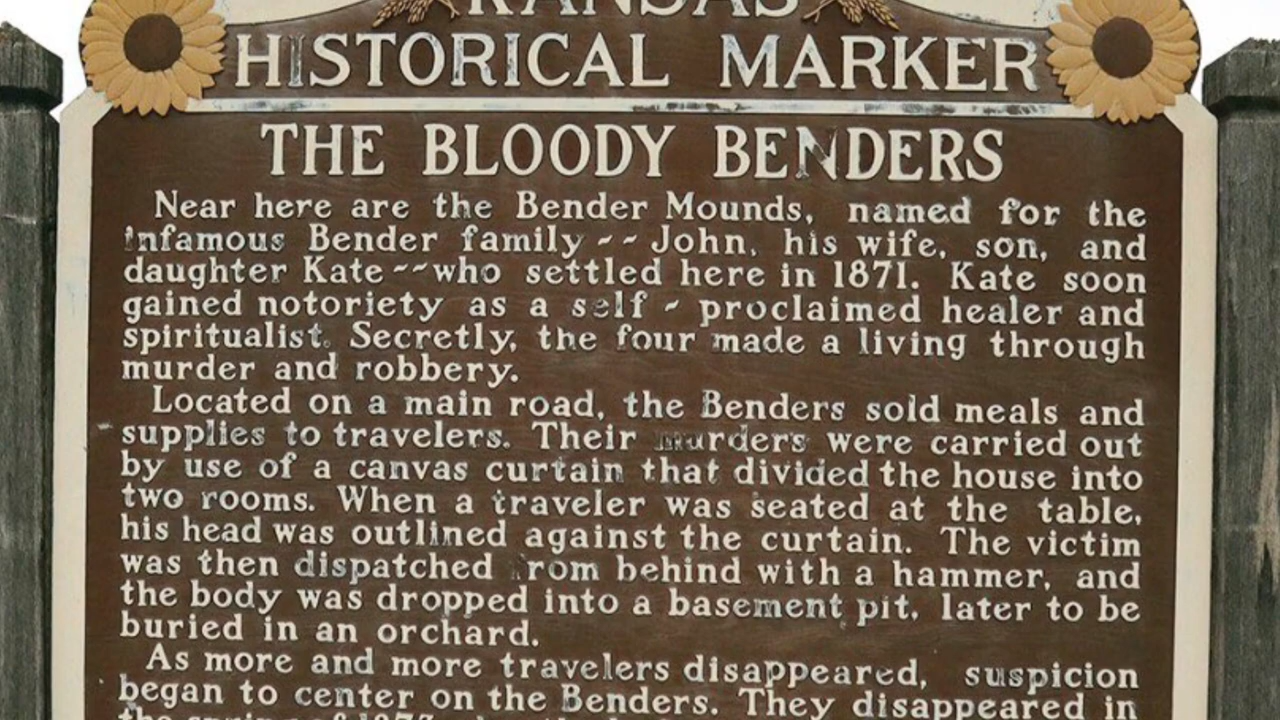 KANSAS
HISTORICAL MARKER
THE BLOODY BENDERS
Near here are the Bender Mounds, named for the
infamous Bender family -- John, his wife, son, and
daughter Kate -- who settled here in 1871. Kate soon
gained notoriety as a self - proclaimed healer and
spiritualist. Secretly, the four made a living through
murder and robbery.
Located on a main road, the Benders sold meals and
supplies to travelers. Their murders were carried out
by use of a canvas curtain that divided the house into
two rooms. When a traveler was seated at the table,
his head was outlined against the curtain. The victim
was then dispatched from behind with a hammer, and
the body was dropped into a basement pit, later to be
buried in an orchard.
As more and more travelers disappeared, suspicion
began to center on the Benders. They disappeared in
the spring of 1873,